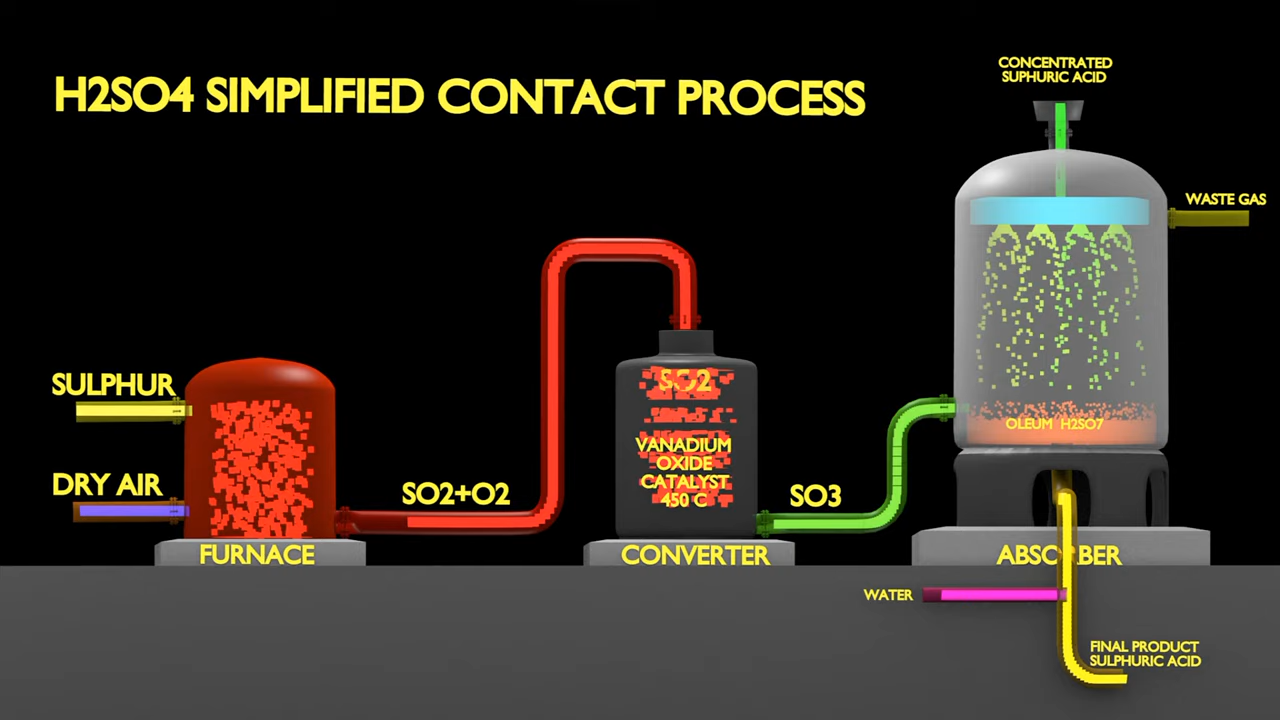 H2SO4 SIMPLIFIED CONTACT PROCESS
CONCENTRATED
SUPHURIC ACID
WASTE GAS
SULPHUR
DRY AIR
FURNACE
SO2+O2
SO2
VANADIUM
OXIDE
CATALYST
450 C
CONVERTER
SO3
OLEUM H2SO7
ABSORBER
WATER
FINAL PRODUCT
SULPHURIC ACID